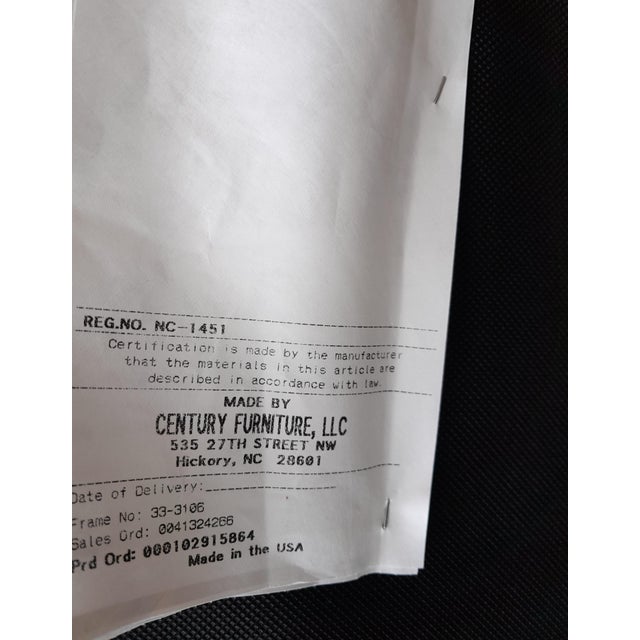 REG.NO. NC-1451
Certification is made by the manufacturer
that the materials in this article are
described in accordance with law.
MADE BY
CENTURY FURNITURE, LLC
535 27TH STREET NW
Hickory, NC 28601
Date of Delivery:
Frame No: 33-3106
Sales Ord: 0041324266
Prd Ord: 000102915864
Made in the USA